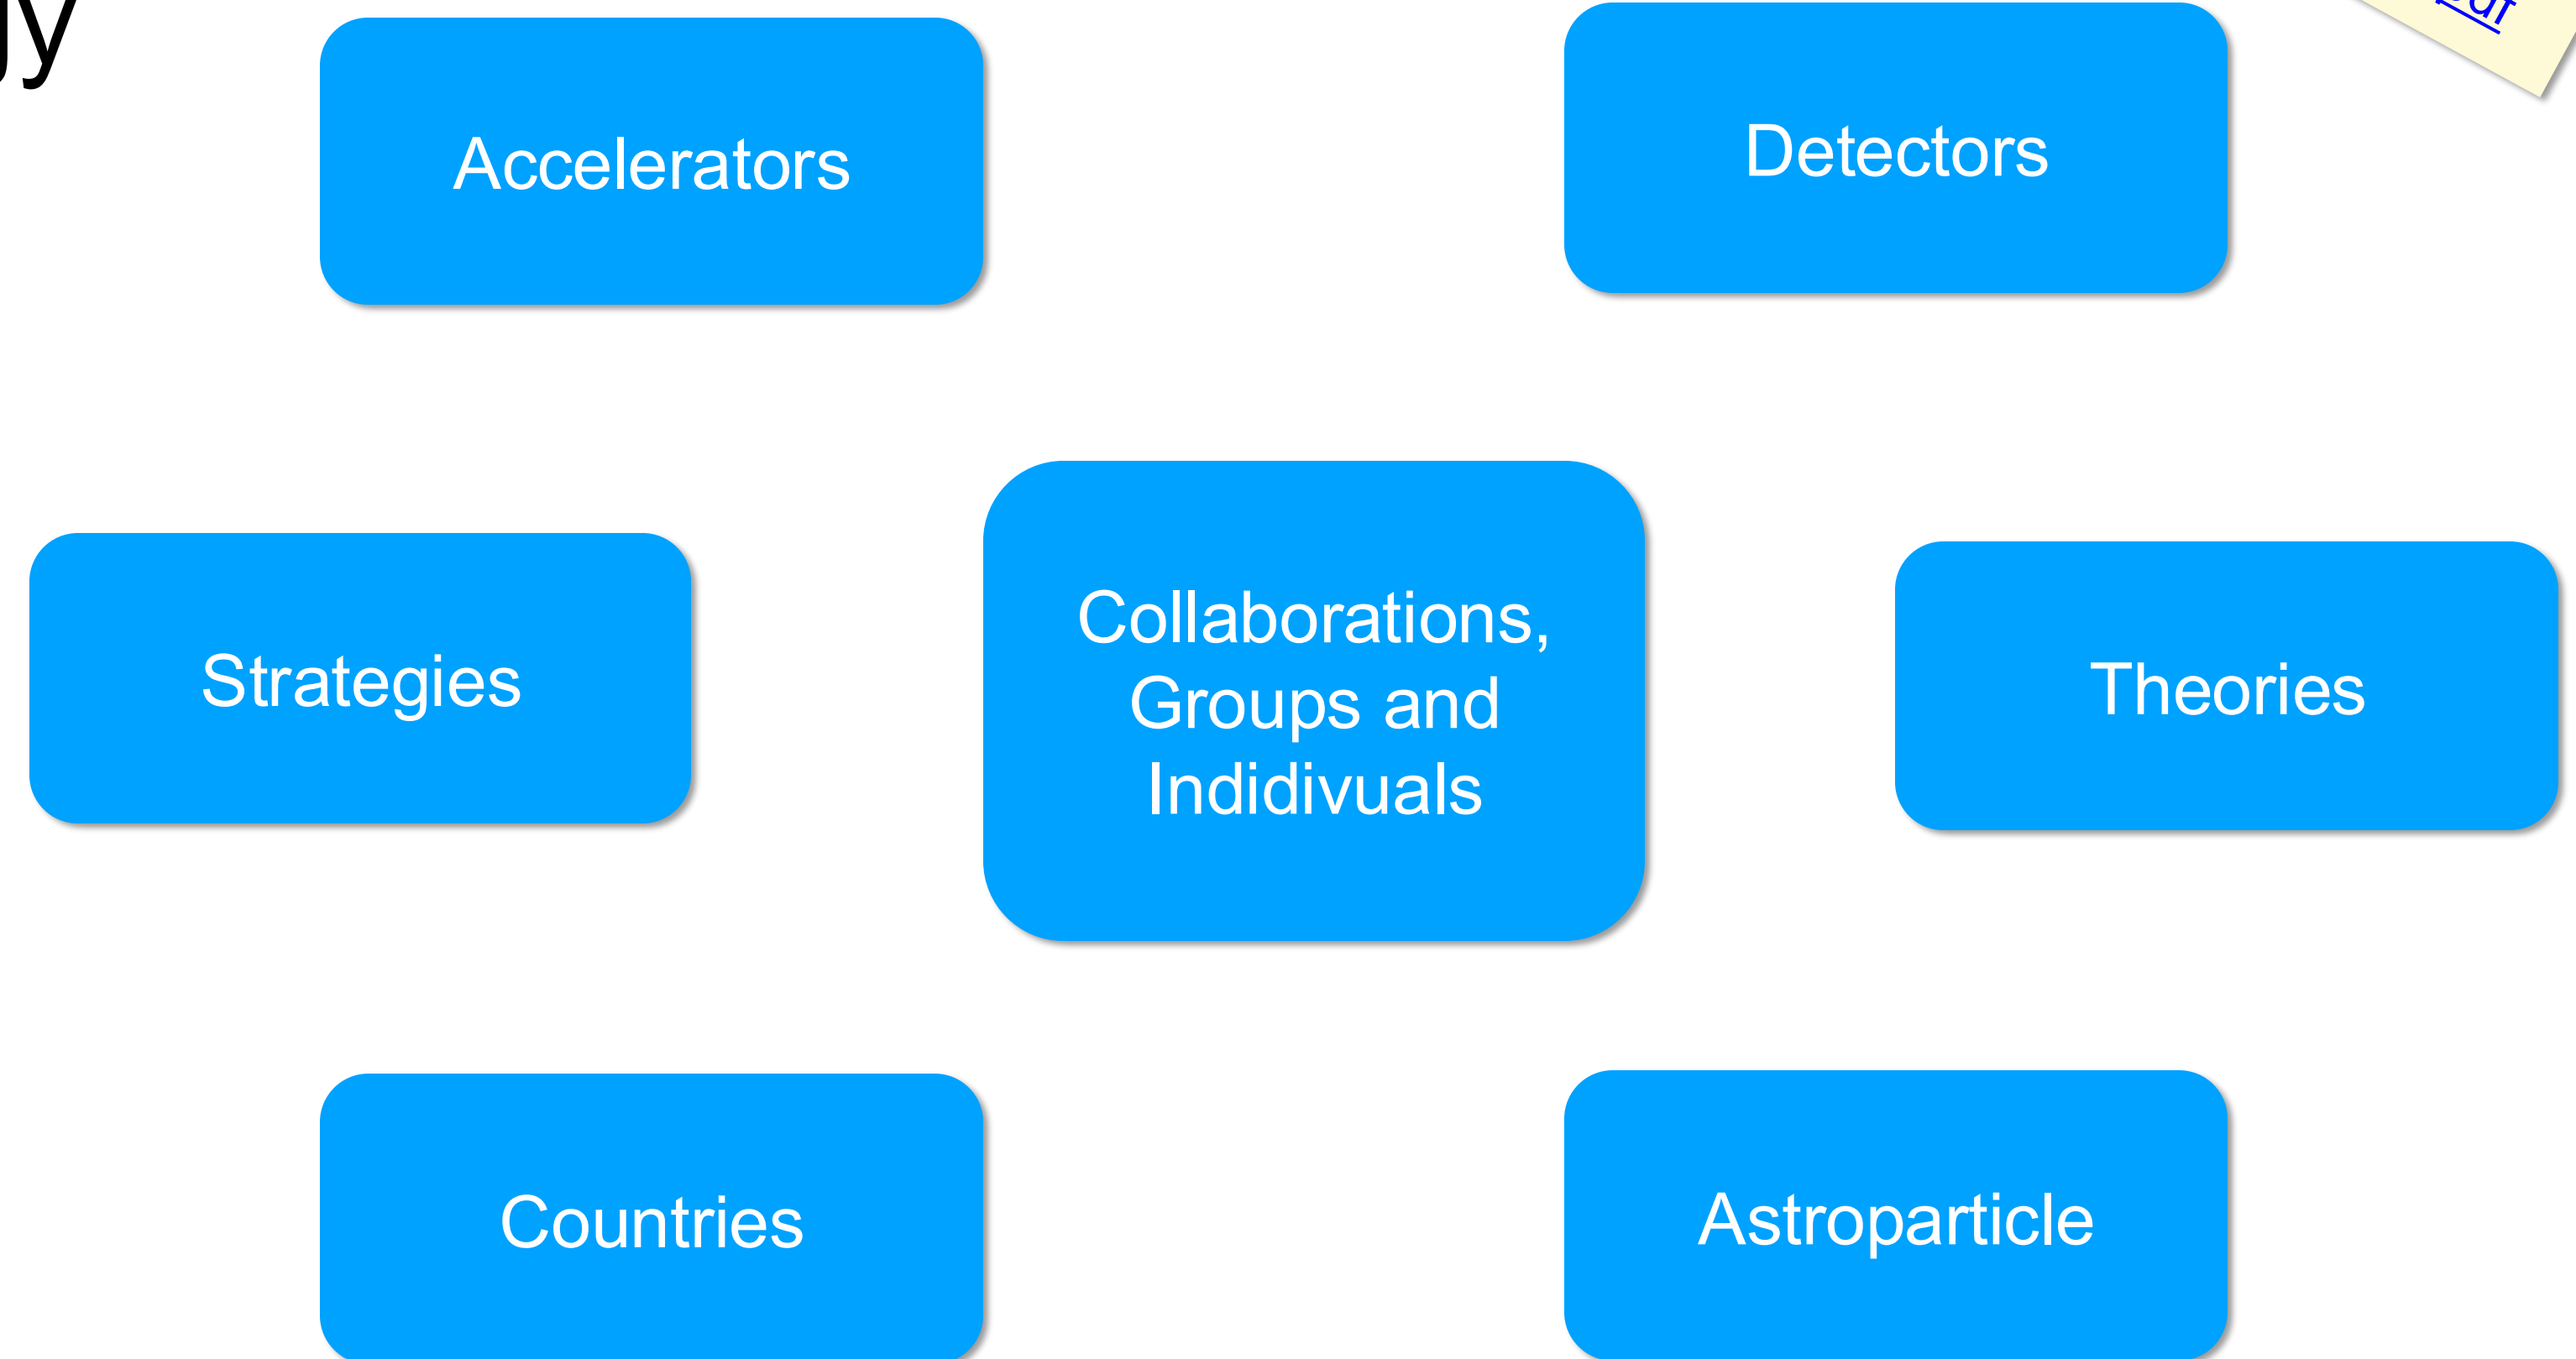 Accelerators
Detectors
Strategies
Collaborations,
Groups and
Indidivuals
Theories
Countries
Astroparticle